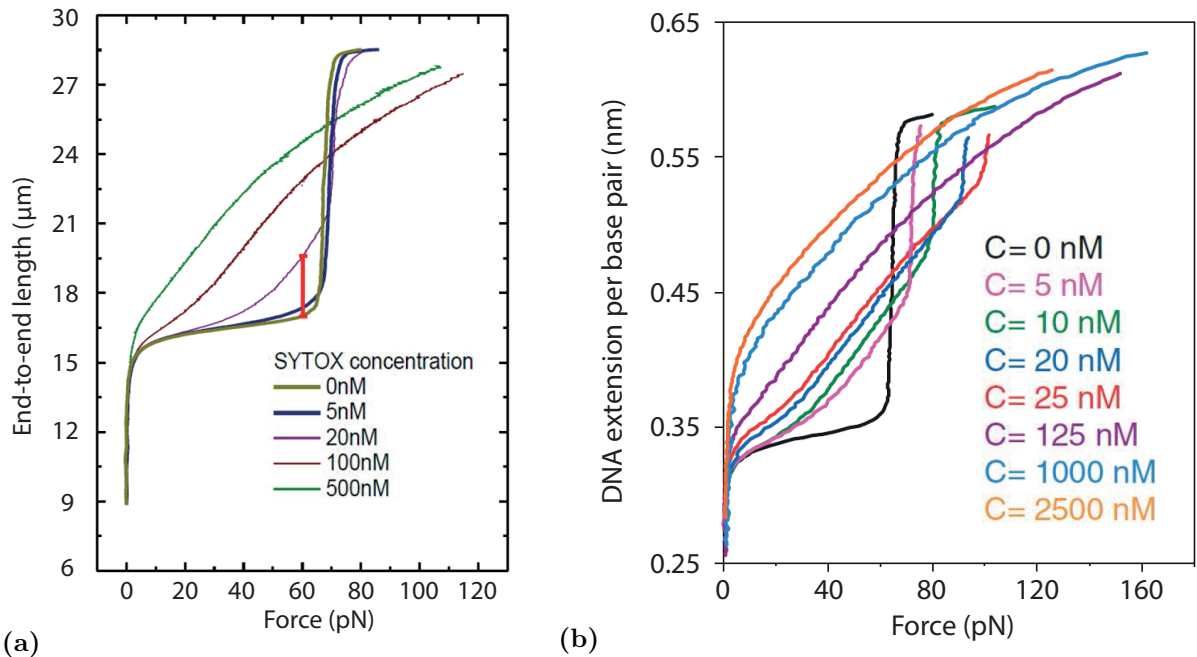 30
27
24
21
18
15
12
9
6
End-to-end length (µm)
SYTOX concentration
0nM
5nM
20nM
100nM
500nM
0
20
40
60
80
100
120
Force (pN)
(a)
0.65
0.55
0.45
0.35
0.25
DNA extension per base pair (nm)
C= 0 nM
C= 5 nM
C= 10 nM
C= 20 nM
C= 25 nM
C= 125 nM
C= 1000 nM
C= 2500 nM
0
40
80
120
160
Force (pN)
(b)